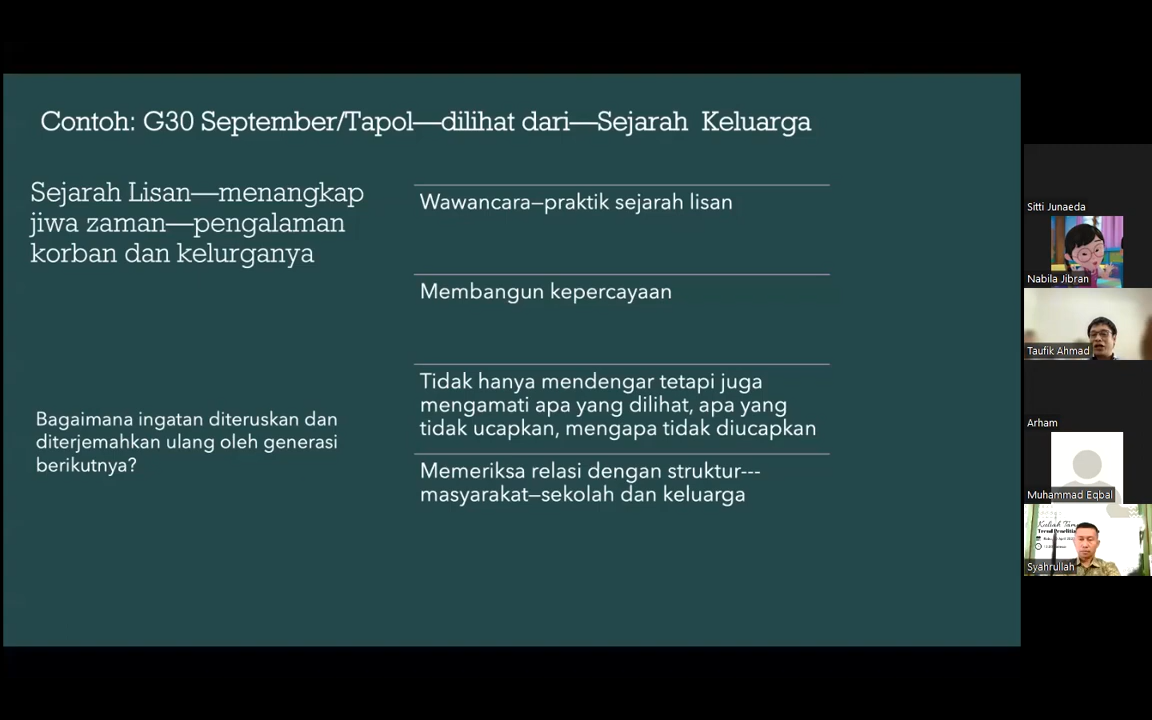 Contoh: G30 September/Tapol—dilihat dari—Sejarah Keluarga
Sejarah Lisan—menangkap
jiwa zaman—pengalaman
korban dan kelurganya
Bagaimana ingatan diteruskan dan
diterjemahkan ulang oleh generasi
berikutnya?
Wawancara–praktik sejarah lisan
Membangun kepercayaan
Tidak hanya mendengar tetapi juga
mengamati apa yang dilihat, apa yang
tidak ucapkan, mengapa tidak diucapkan
Memeriksa relasi dengan struktur---
masyarakat–sekolah dan keluarga
Sitti Junaeda
Nabila Jibran
Taufik Ahmad
Arham
Muhammad Eqbal
Syahrullah